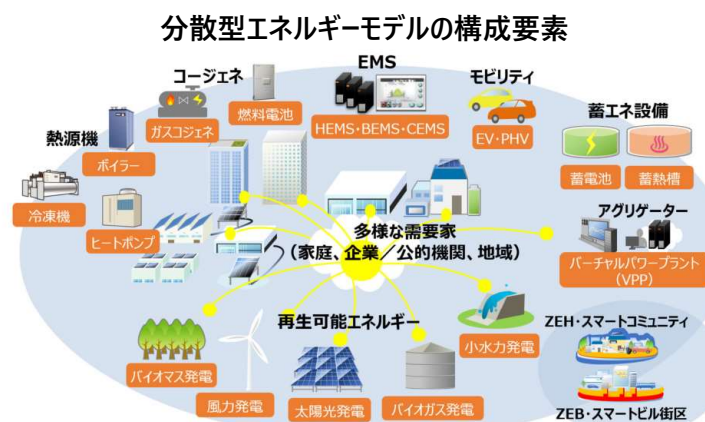 分散型エネルギーモデルの構成要素
コージェネ
EMS
モビリティ
蓄エネ設備
熱源機
ガスコジェネ
燃料電池
HEMS・BEMS・CEMS
EV・PHV
ボイラー
蓄電池
蓄熱槽
冷凍機
ヒートポンプ
アグリゲーター
多様な需要家
（家庭、企業／公的機関、地域）
バーチャルパワープラント
（VPP）
再生可能エネルギー
ZEH・スマートコミュニティ
バイオマス発電
風力発電
太陽光発電
バイオガス発電
小水力発電
ZEB・スマートビル街区